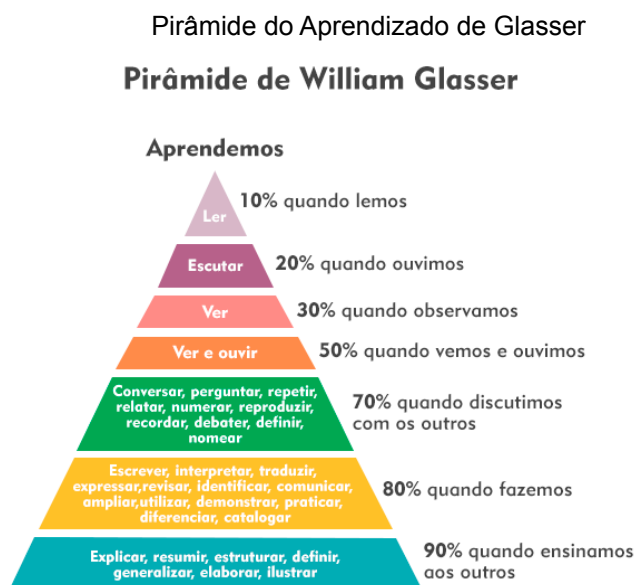 Pirâmide do Aprendizado de Glasser
Pirâmide de William Glasser
Aprendemos
Ler
10% quando lemos
Escutar
20% quando ouvimos
Ver
30% quando observamos
Ver e ouvir
50% quando vemos e ouvimos
Conversar, perguntar, repetir,
relatar, numerar, reproduzir,
recordar, debater, definir,
nomear
70% quando discutimos
com os outros
Escrever, interpretar, traduzir,
expressar,revisar, identificar, comunicar,
ampliar,utilizar, demonstrar, praticar,
diferenciar, catalogar
80% quando fazemos
Explicar, resumir, estruturar, definir,
generalizar, elaborar, ilustrar
90% quando ensinamos
aos outros